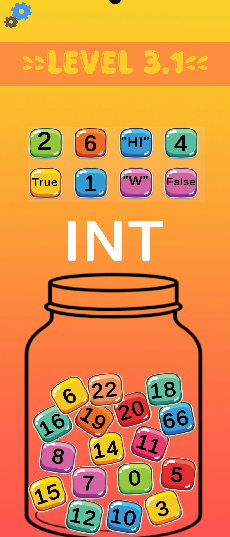 LEVEL 3.1
2 6 "HI" 4
True 1 "W" False
INT
6 22 18
16 19 20 66
8 14 11
15 7 0 5
12 10 3